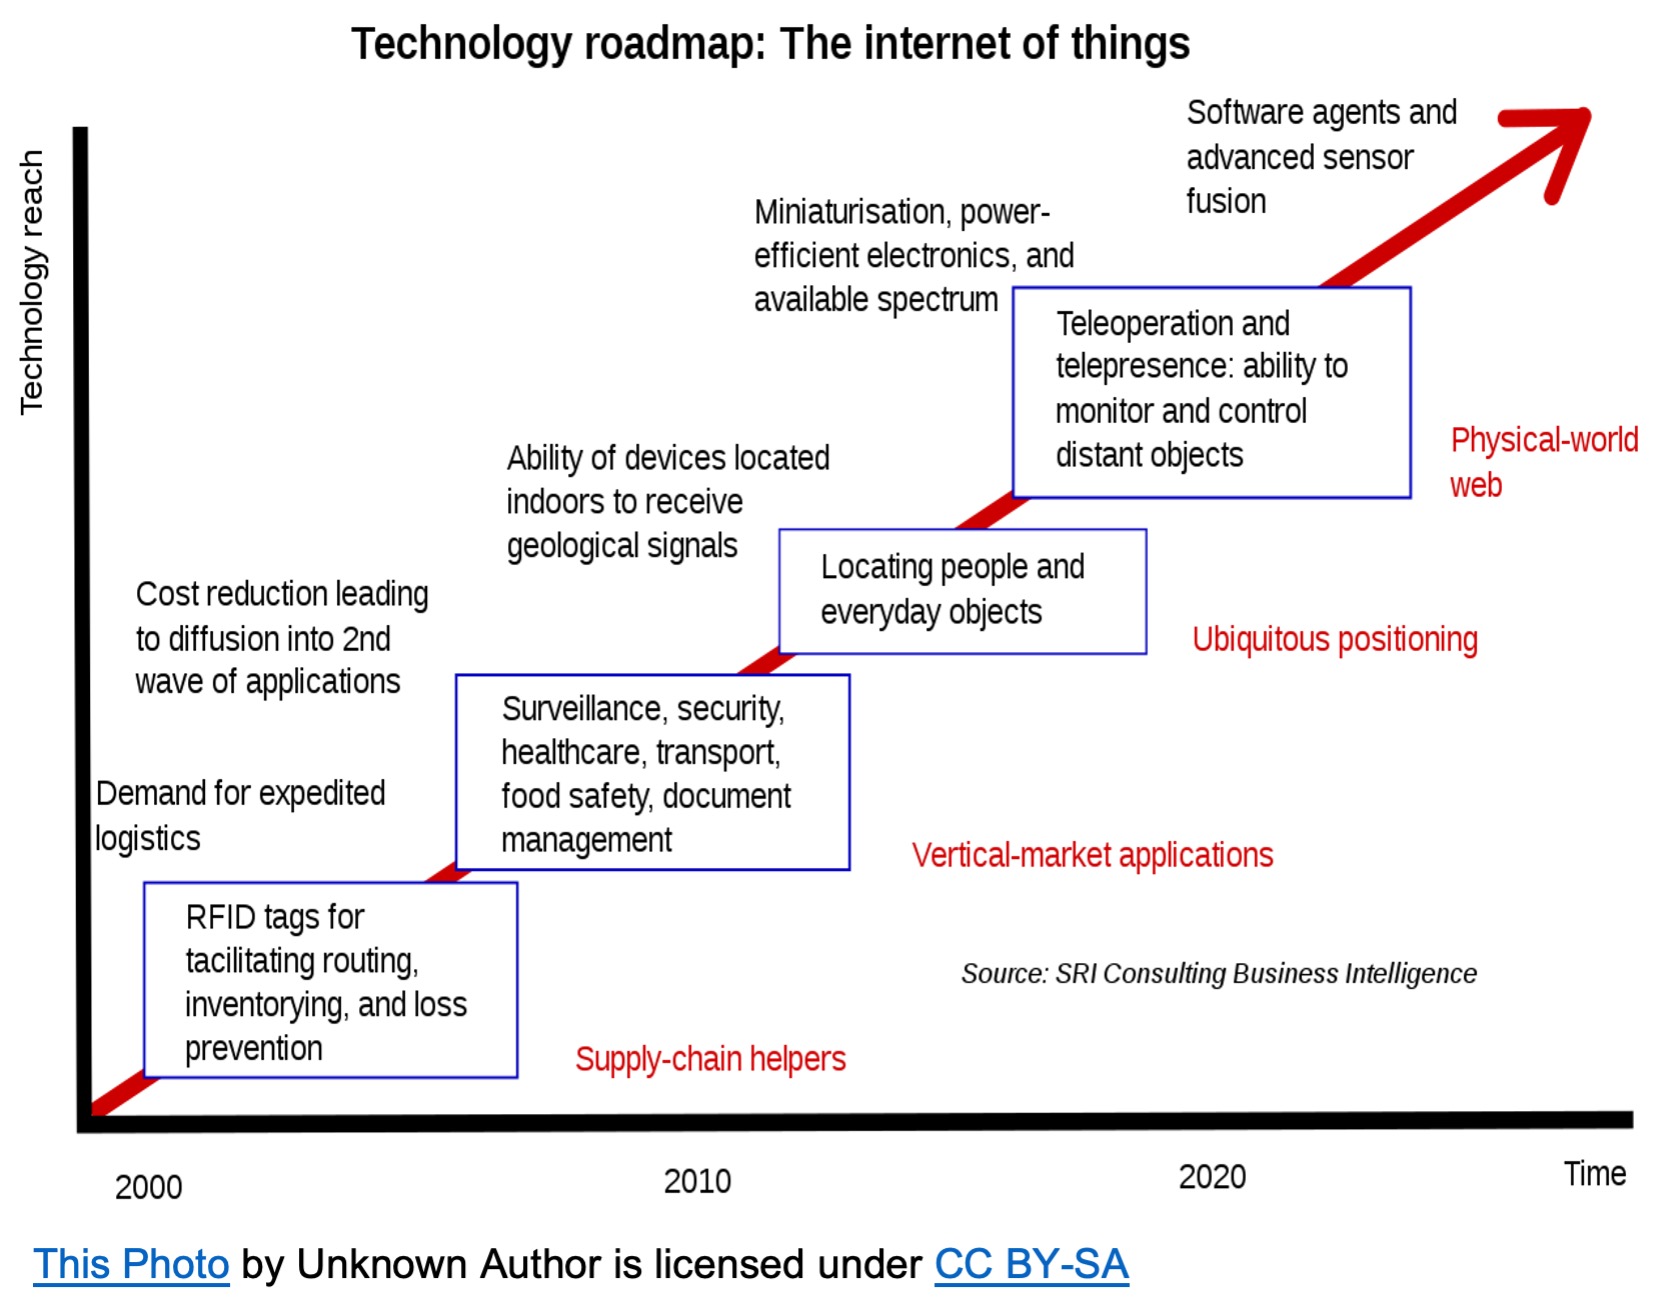 Technology roadmap: The internet of things
Technology reach
Software agents and
advanced sensor
fusion
Miniaturisation, power-
efficient electronics, and
available spectrum
Teleoperation and
telepresence: ability to
monitor and control
distant objects
Physical-world
web
Ability of devices located
indoors to receive
geological signals
Locating people and
everyday objects
Ubiquitous positioning
Cost reduction leading
to diffusion into 2nd
wave of applications
Surveillance, security,
healthcare, transport,
food safety, document
management
Vertical-market applications
Demand for expedited
logistics
RFID tags for
tacilitating routing,
inventorying, and loss
prevention
Supply-chain helpers
Source: SRI Consulting Business Intelligence
2000
2010
2020
Time
This Photo by Unknown Author is licensed under CC BY-SA